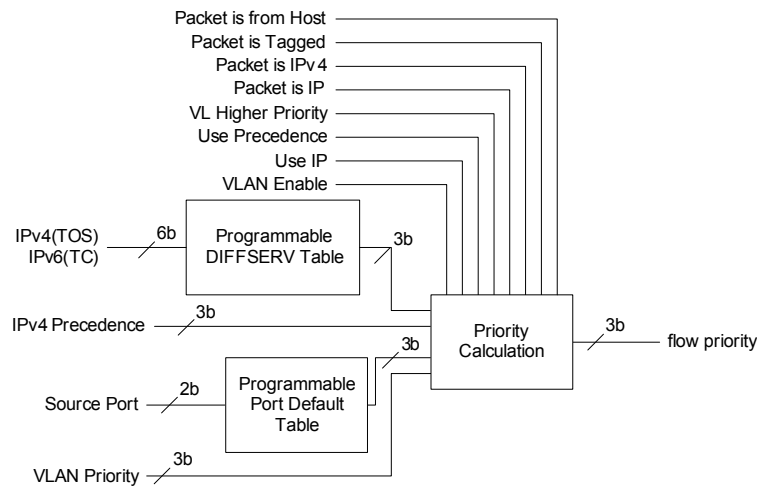 Packet is from Host
Packet is Tagged
Packet is IPv4
Packet is IP
VL Higher Priority
Use Precedence
Use IP
VLAN Enable
IPv4(TOS)
IPv6(TC)
6b
Programmable
DIFFSERV Table
3b
IPv4 Precedence
3b
Priority
Calculation
3b
flow priority
3b
Source Port
2b
Programmable
Port Default
Table
VLAN Priority
3b